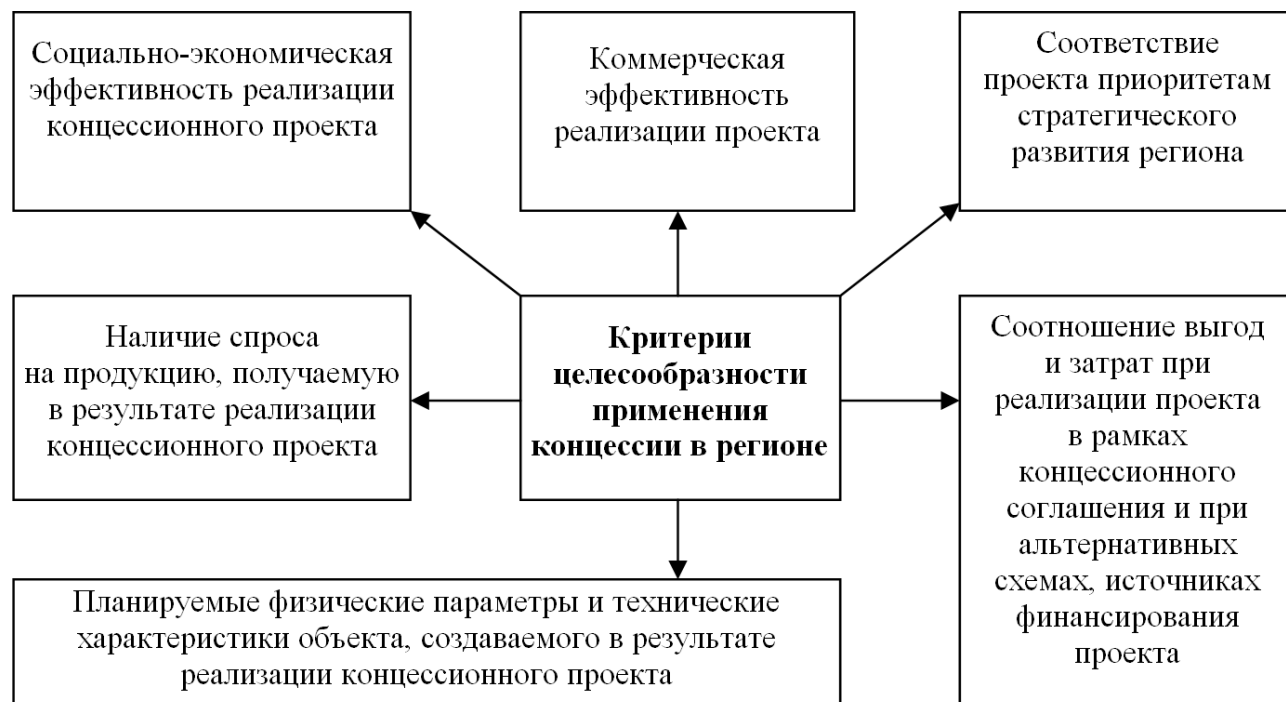 Социально-экономическая
эффективность реализации
концессионного проекта
Коммерческая
эффективность
реализации проекта
Соответствие
проекта приоритетам
стратегического
развития региона
Наличие спроса
на продукцию, получаемую
в результате реализации
концессионного проекта
Критерии
целесообразности
применения
концессии в регионе
Соотношение выгод
и затрат при
реализации проекта
в рамках
концессионного
соглашения и при
альтернативных
схемах, источниках
финансирования
проекта
Планируемые физические параметры и технические
характеристики объекта, создаваемого в результате
реализации концессионного проекта